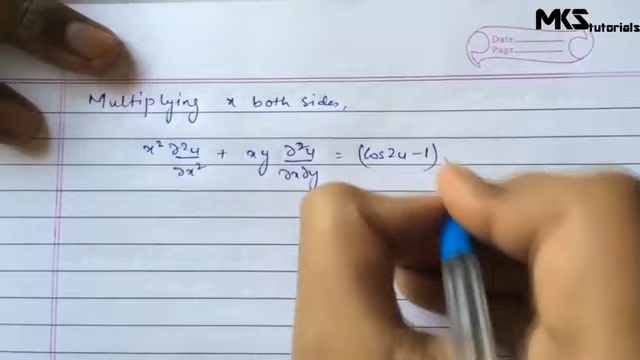 MKS tutorials
Date
Page
Multiplying x both sides,
x² ∂²u/∂x² + xy ∂²u/∂x∂y = (cos2u-1)